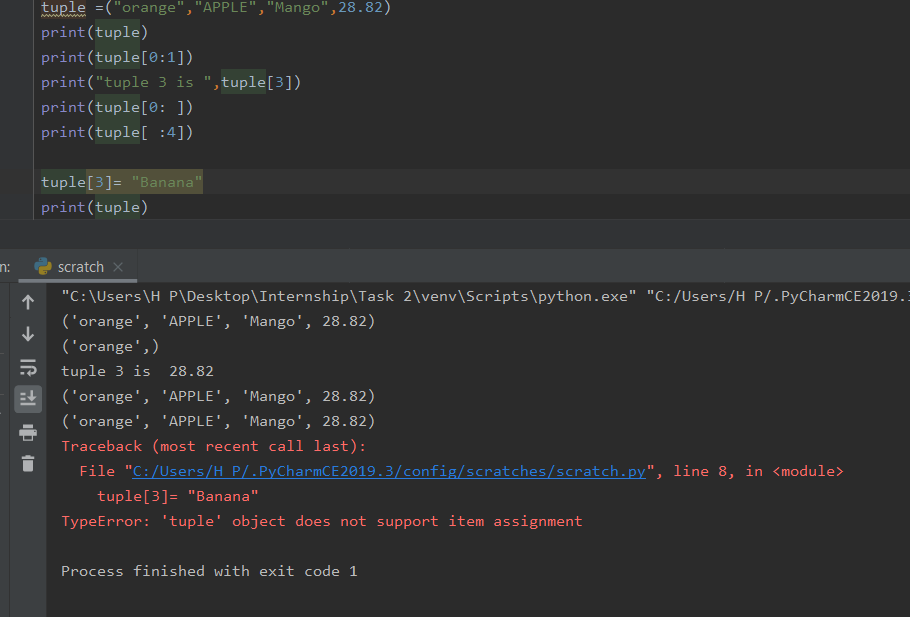 tuple =("orange","APPLE","Mango",28.82)
print(tuple)
print(tuple[0:1])
print("tuple 3 is ",tuple[3])
print(tuple[0: ])
print(tuple[ :4])
tuple[3]= "Banana"
print(tuple)
n: scratch
"C:\Users\H P\Desktop\Internship\Task 2\venv\Scripts\python.exe" "C:/Users/H P/.PyCharmCE2019.3
('orange', 'APPLE', 'Mango', 28.82)
('orange',)
tuple 3 is  28.82
('orange', 'APPLE', 'Mango', 28.82)
('orange', 'APPLE', 'Mango', 28.82)
Traceback (most recent call last):
  File "C:/Users/H P/.PyCharmCE2019.3/config/scratches/scratch.py", line 8, in <module>
    tuple[3]= "Banana"
TypeError: 'tuple' object does not support item assignment
Process finished with exit code 1